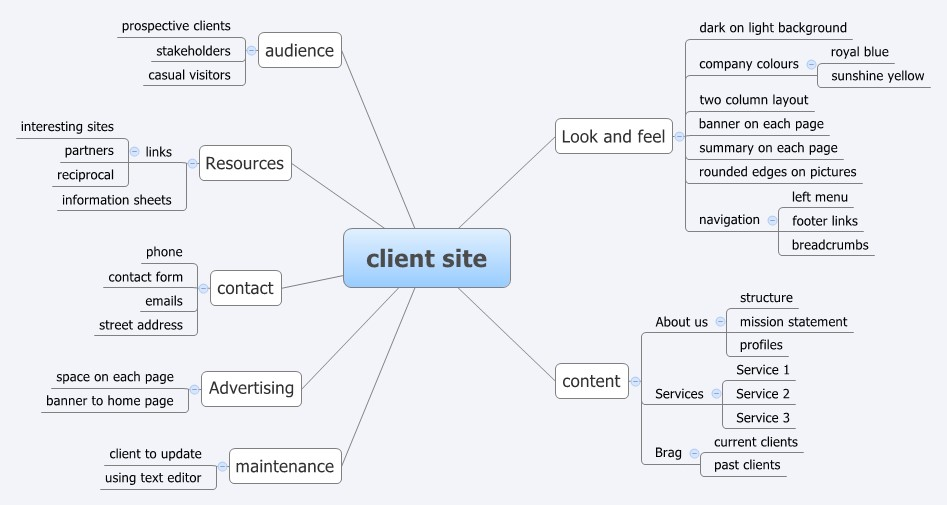 client site
audience
prospective clients
stakeholders
casual visitors
Resources
links
interesting sites
partners
reciprocal
information sheets
contact
phone
contact form
emails
street address
Advertising
space on each page
banner to home page
maintenance
client to update
using text editor
Look and feel
dark on light background
company colours
royal blue
sunshine yellow
two column layout
banner on each page
summary on each page
rounded edges on pictures
navigation
left menu
footer links
breadcrumbs
content
About us
structure
mission statement
profiles
Services
Service 1
Service 2
Service 3
Brag
current clients
past clients